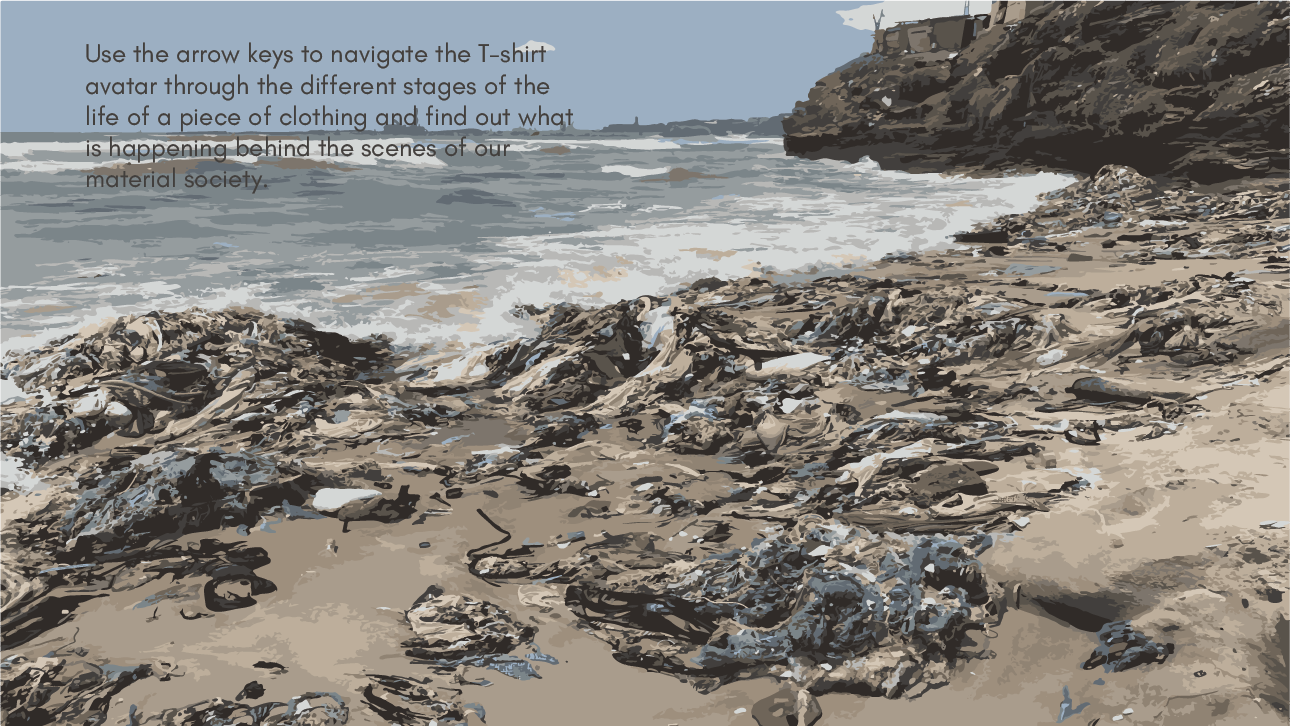 Use the arrow keys to navigate the T-shirt
avatar through the different stages of the
life of a piece of clothing and find out what
is happening behind the scenes of our
material society.